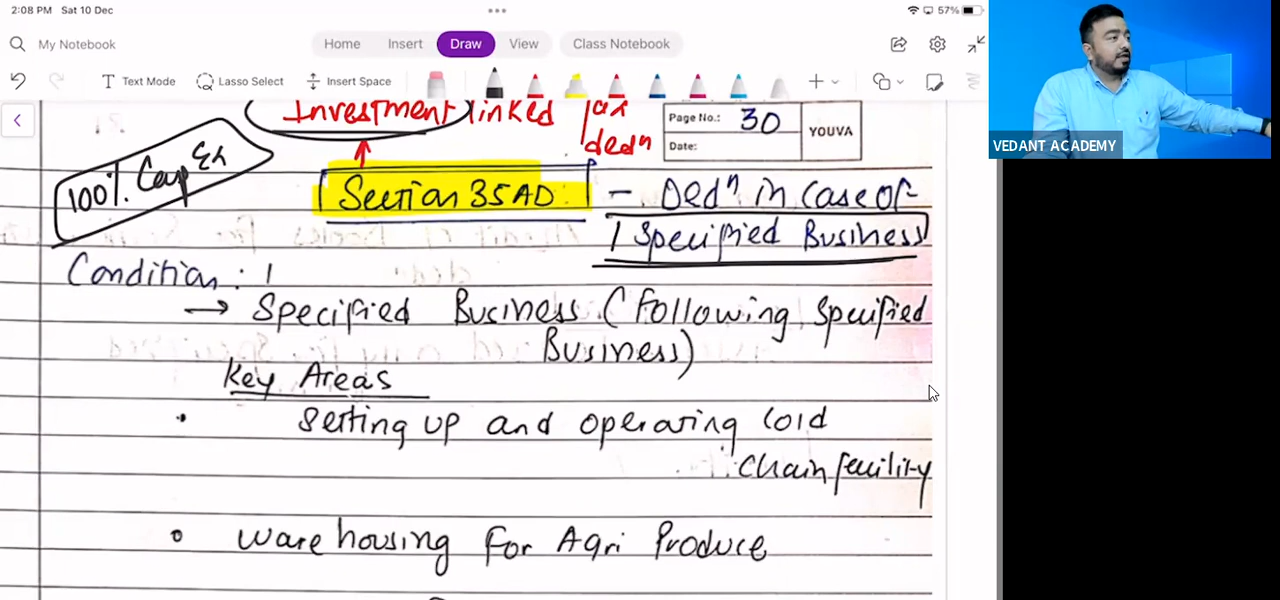 2:08 PM Sat 10 Dec
57%
My Notebook
Home Insert Draw View Class Notebook
Text Mode Lasso Select Insert Space
VEDANT ACADEMY
Investment linked Tax
dedn
Page No.: 30
Date:
YOUVA
100% Cap Ex
Section 35AD - Dedn in case of
Specified Business
Condition : 1
→ Specified Business (Following Specified
Business)
Key Areas
• Setting up and operating Cold
Chain fecility
• Warehousing For Agri Produce